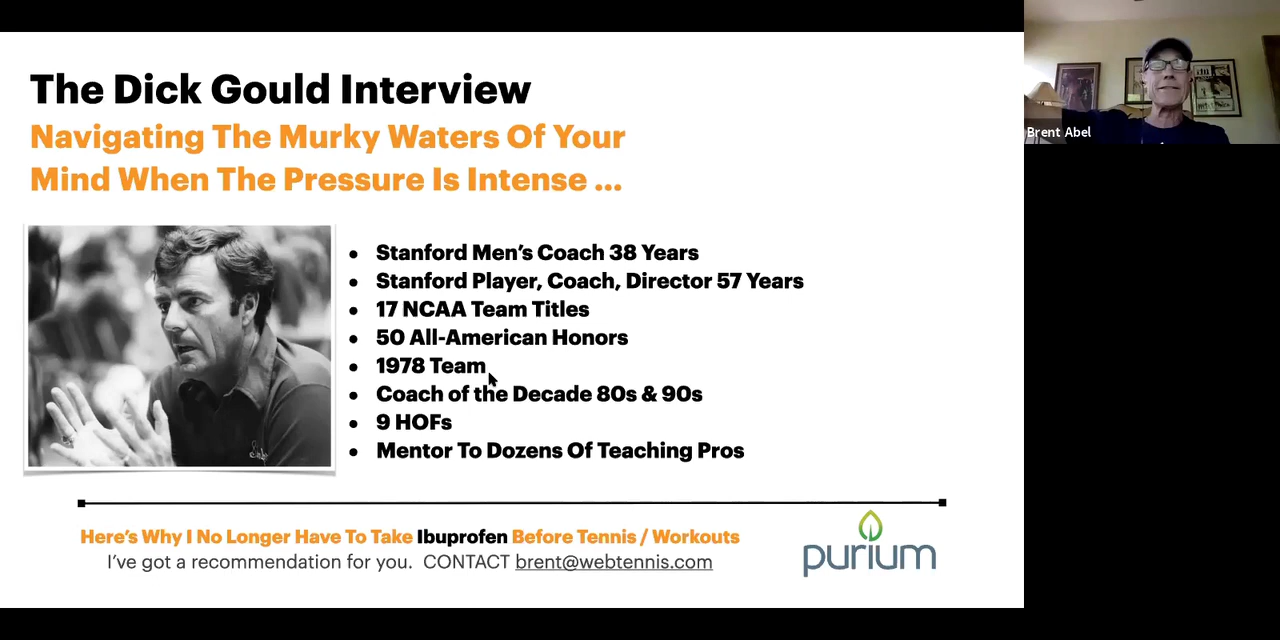 The Dick Gould Interview
Navigating The Murky Waters Of Your
Mind When The Pressure Is Intense ...
• Stanford Men's Coach 38 Years
• Stanford Player, Coach, Director 57 Years
• 17 NCAA Team Titles
• 50 All-American Honors
• 1978 Team
• Coach of the Decade 80s & 90s
• 9 HOFs
• Mentor To Dozens Of Teaching Pros
Here's Why I No Longer Have To Take Ibuprofen Before Tennis / Workouts
I've got a recommendation for you. CONTACT brent@webtennis.com
purium
Brent Abel